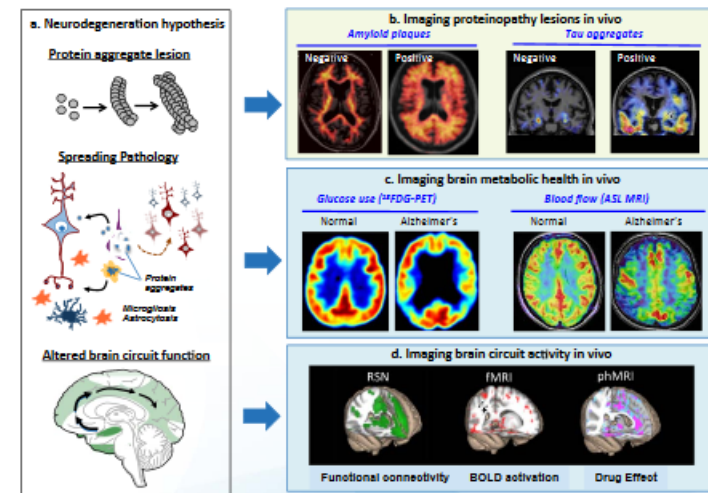 a. Neurodegeneration hypothesis
Protein aggregate lesion
Spreading Pathology
Protein
aggregates
Microgliosis
Astrocytosis
Altered brain circuit function
b. Imaging proteinopathy lesions in vivo
Amyloid plaques
Tau aggregates
Negative
Positive
Negative
Positive
c. Imaging brain metabolic health in vivo
Glucose use (¹⁸FDG-PET)
Blood flow (ASL MRI)
Normal
Alzheimer's
Normal
Alzheimer's
d. Imaging brain circuit activity in vivo
RSN
fMRI
phMRI
Functional connectivity
BOLD activation
Drug Effect